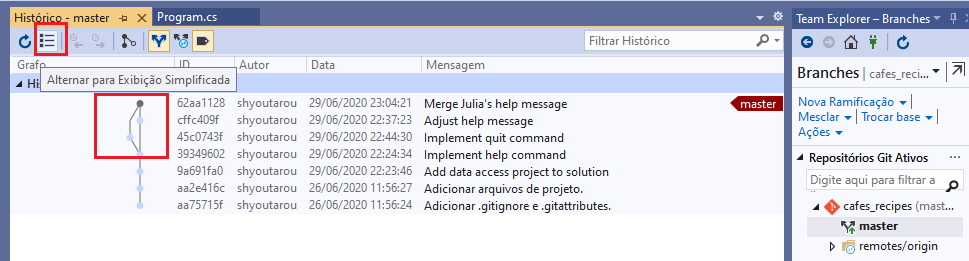 Histórico - master
Program.cs
Filtrar Histórico
Grafo ID Autor Data Mensagem
Alternar para Exibição Simplificada
His
62aa1128 shyoutarou 29/06/2020 23:04:21 Merge Julia's help message master
cffc409f shyoutarou 29/06/2020 22:37:23 Adjust help message
45c0743f shyoutarou 29/06/2020 22:44:30 Implement quit command
39349602 shyoutarou 29/06/2020 22:24:34 Implement help command
9a691fa0 shyoutarou 29/06/2020 22:23:46 Add data access project to solution
aa2e416c shyoutarou 26/06/2020 11:56:27 Adicionar arquivos de projeto.
aa75715f shyoutarou 26/06/2020 11:56:24 Adicionar .gitignore e .gitattributes.
Team Explorer – Branches
Branches | cafes_reci...
Nova Ramificação
Mesclar | Trocar base
Ações
Repositórios Git Ativos
Digite aqui para filtrar a
cafes_recipes (mast...
master
remotes/origin